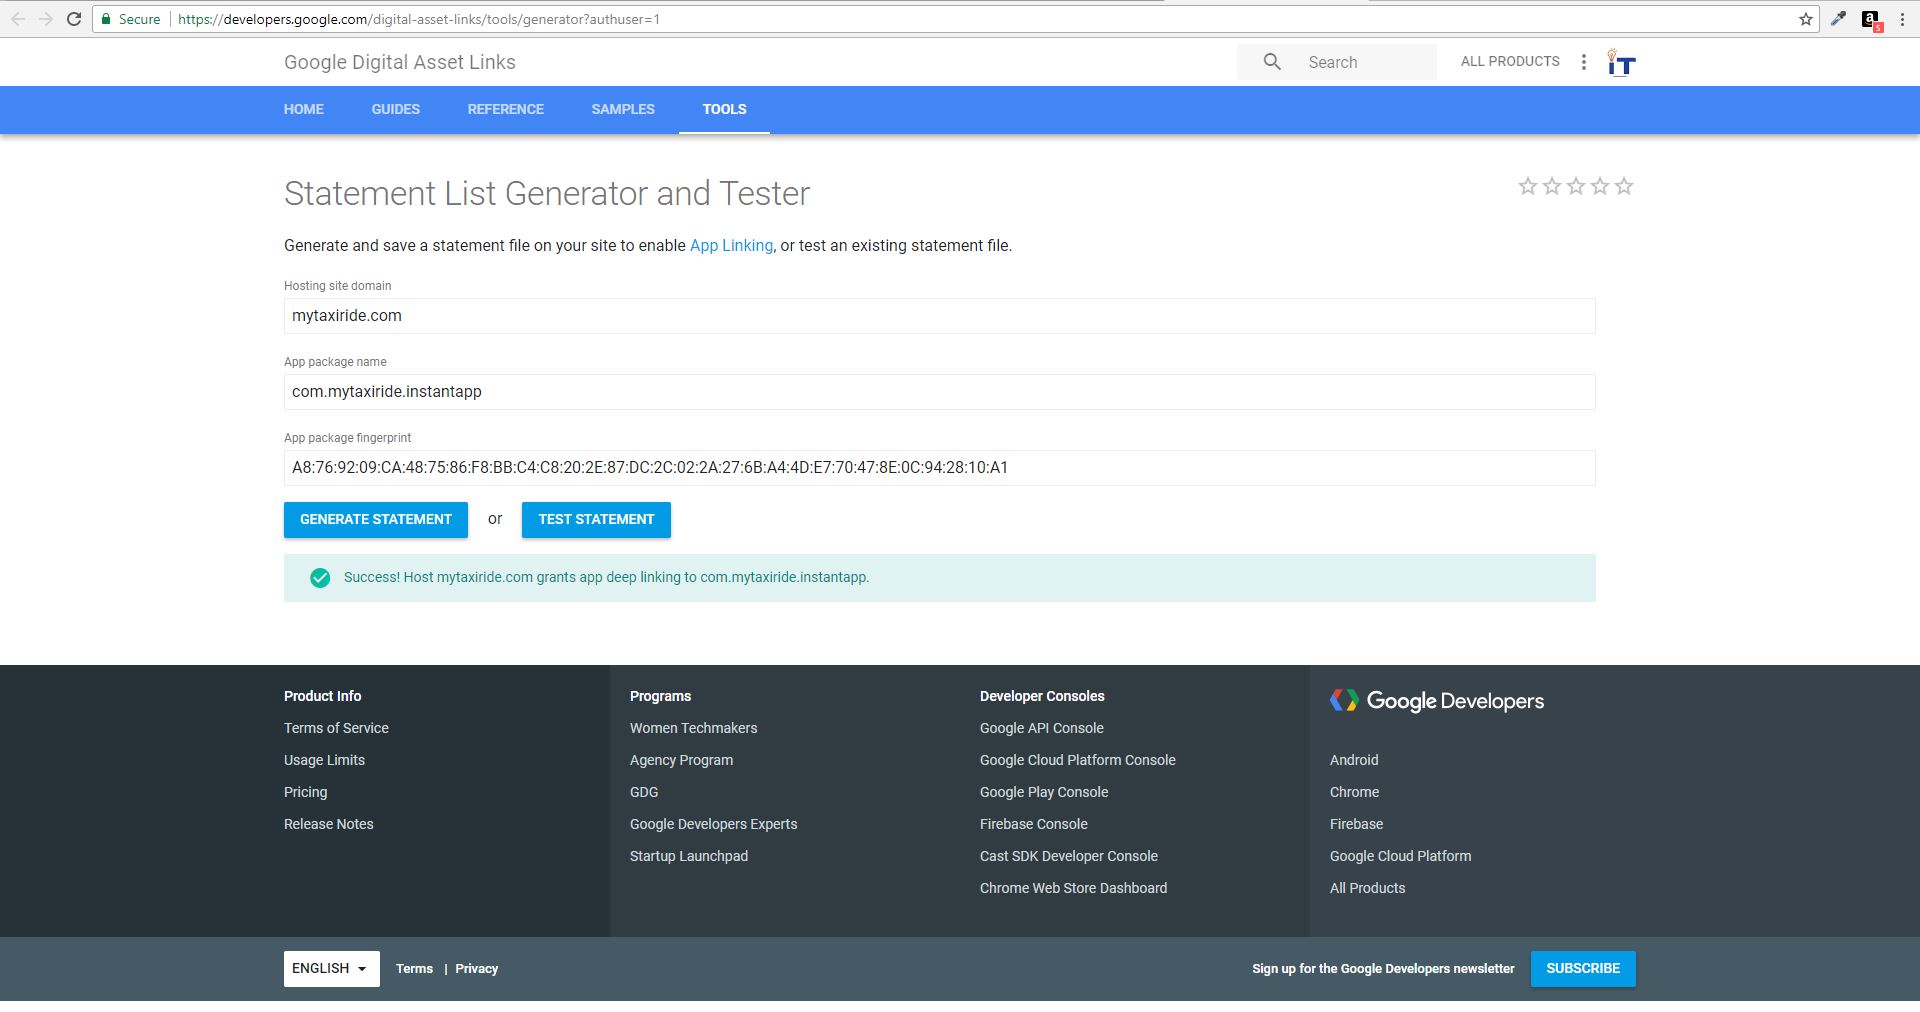 Secure | https://developers.google.com/digital-asset-links/tools/generator?authuser=1
a 5
Google Digital Asset Links
Search
ALL PRODUCTS
iT
HOME GUIDES REFERENCE SAMPLES TOOLS
Statement List Generator and Tester
Generate and save a statement file on your site to enable App Linking, or test an existing statement file.
Hosting site domain
mytaxiride.com
App package name
com.mytaxiride.instantapp
App package fingerprint
A8:76:92:09:CA:48:75:86:F8:BB:C4:C8:20:2E:87:DC:2C:02:2A:27:6B:A4:4D:E7:70:47:8E:0C:94:28:10:A1
GENERATE STATEMENT or TEST STATEMENT
Success! Host mytaxiride.com grants app deep linking to com.mytaxiride.instantapp.
Product Info
Terms of Service
Usage Limits
Pricing
Release Notes
Programs
Women Techmakers
Agency Program
GDG
Google Developers Experts
Startup Launchpad
Developer Consoles
Google API Console
Google Cloud Platform Console
Google Play Console
Firebase Console
Cast SDK Developer Console
Chrome Web Store Dashboard
Google Developers
Android
Chrome
Firebase
Google Cloud Platform
All Products
ENGLISH
Terms | Privacy
Sign up for the Google Developers newsletter
SUBSCRIBE